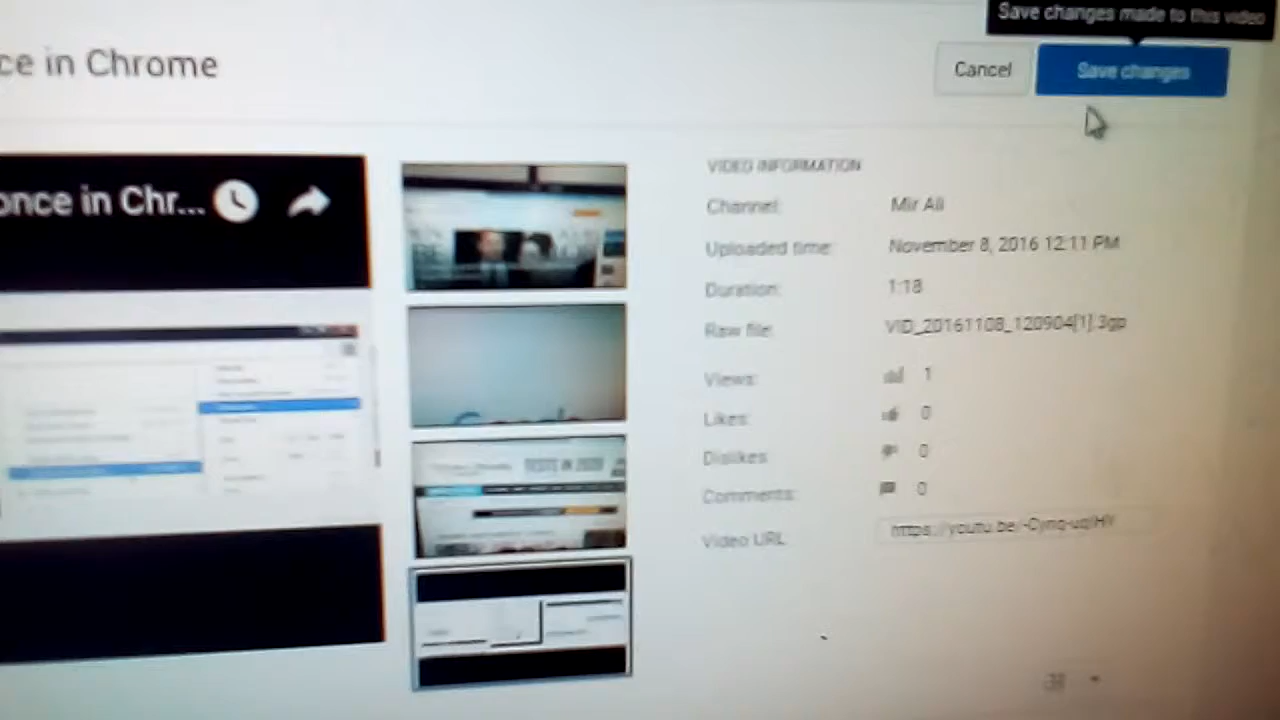 Save changes made to this video
ce in Chrome
Cancel
Save changes
once in Chr...
VIDEO INFORMATION
Channel: Mir Ali
Uploaded time: November 8, 2016 12:11 PM
Duration: 1:18
Raw file: VID_20161108_120904[1].3gp
Views: 1
Likes: 0
Dislikes: 0
Comments: 0
Video URL: